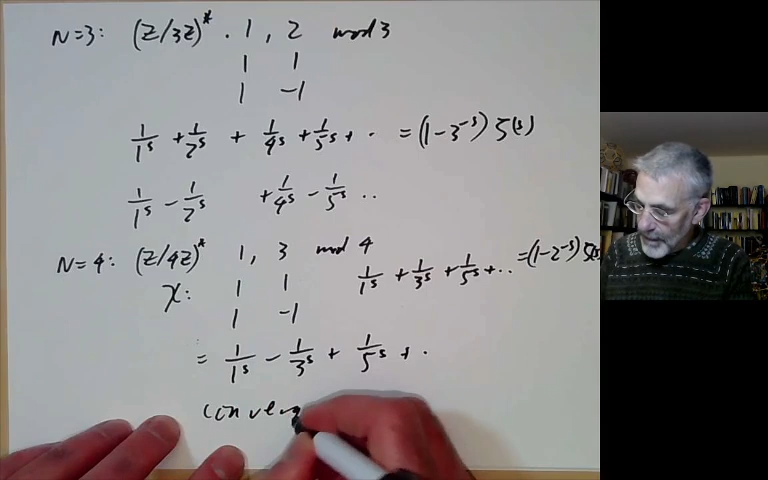 N=3: (Z/3Z)* . 1, 2 mod 3
1 1
1 -1
1/1^s + 1/2^s + 1/4^s + 1/5^s + . = (1-3^-s) ζ(s)
1/1^s - 1/2^s + 1/4^s - 1/5^s ..
N=4: (Z/4Z)* 1, 3 mod 4
χ: 1 1 1/1^s + 1/3^s + 1/5^s + .. = (1-2^-s) ζ(s
1 -1
= 1/1^s - 1/3^s + 1/5^s + .
converg